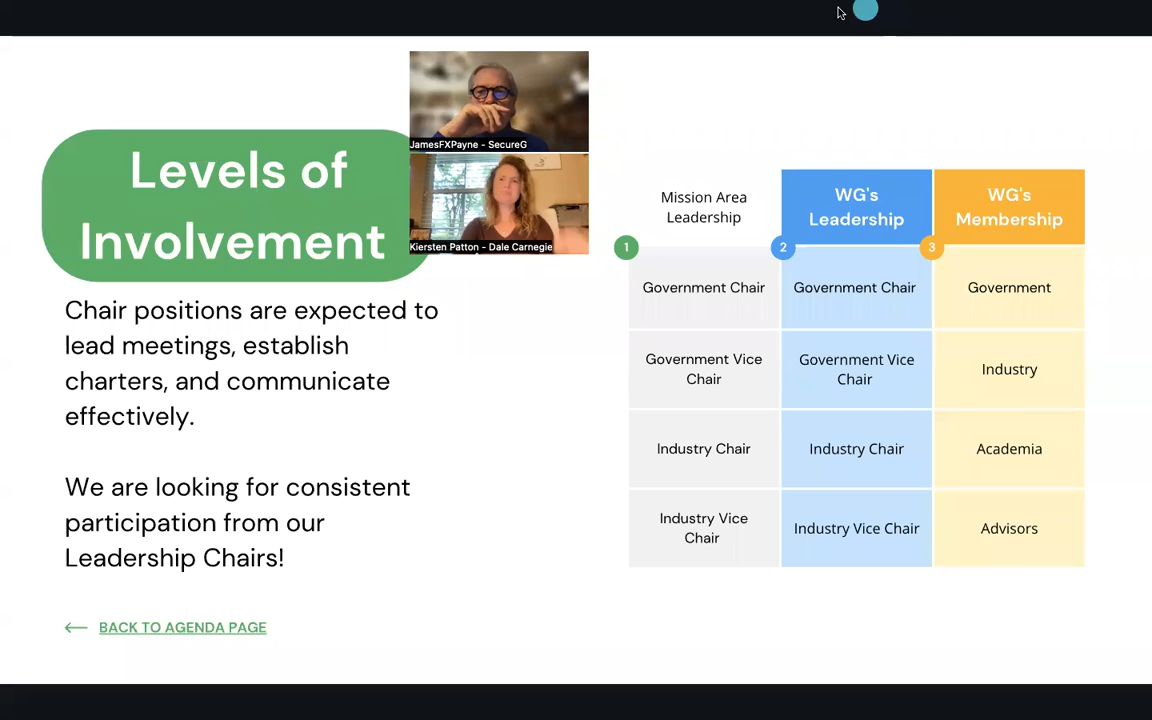 Levels of
Involvement
JamesFXPayne - SecureG
Kiersten Patton - Dale Carnegie
Chair positions are expected to
lead meetings, establish
charters, and communicate
effectively.
We are looking for consistent
participation from our
Leadership Chairs!
BACK TO AGENDA PAGE
Mission Area
Leadership
WG's
Leadership
WG's
Membership
1
2
3
Government Chair
Government Chair
Government
Government Vice
Chair
Government Vice
Chair
Industry
Industry Chair
Industry Chair
Academia
Industry Vice
Chair
Industry Vice Chair
Advisors